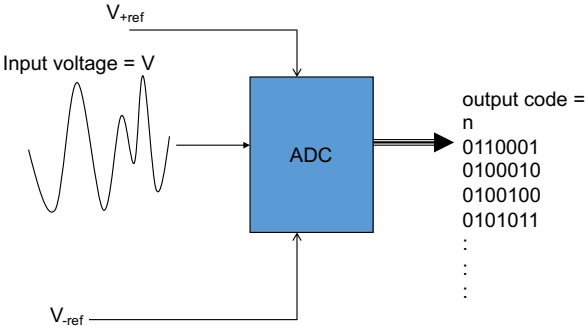 V+ref
Input voltage = V
ADC
output code =
n
0110001
0100010
0100100
0101011
:
:
:
V-ref